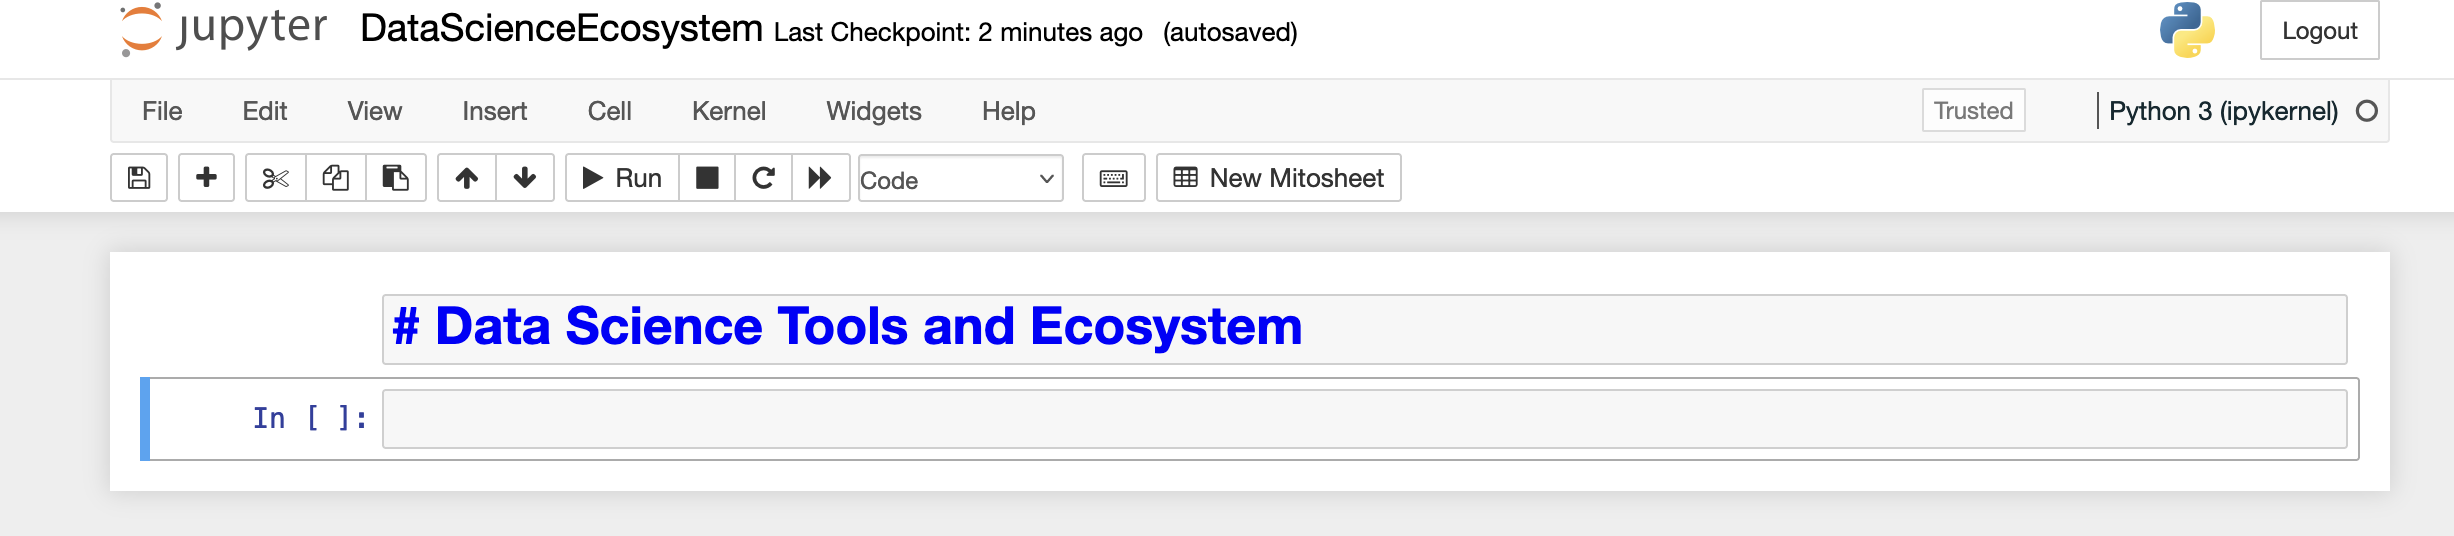 jupyter DataScienceEcosystem Last Checkpoint: 2 minutes ago (autosaved) Logout
File Edit View Insert Cell Kernel Widgets Help Trusted Python 3 (ipykernel)
Run Code New Mitosheet
# Data Science Tools and Ecosystem
In [ ]: